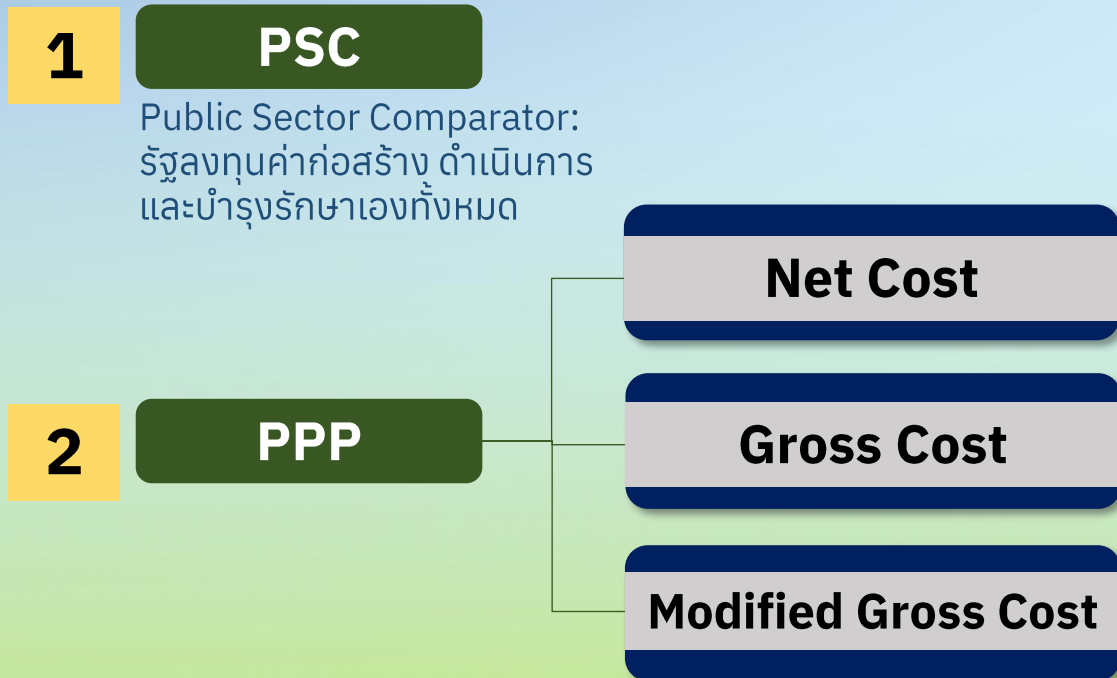 1
PSC
Public Sector Comparator:
รัฐลงทุนค่าก่อสร้าง ดำเนินการ
และบำรุงรักษาเองทั้งหมด
Net Cost
2
PPP
Gross Cost
Modified Gross Cost